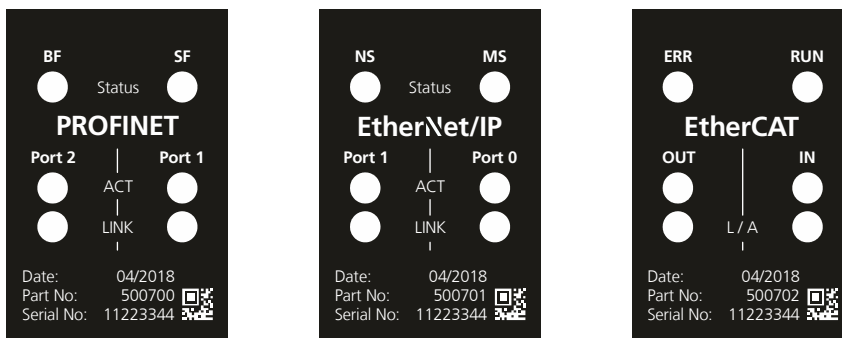 BF SF
Status
PROFINET
Port 2 Port 1
ACT
LINK
Date: 04/2018
Part No: 500700
Serial No: 11223344
NS MS
Status
EtherNet/IP
Port 1 Port 0
ACT
LINK
Date: 04/2018
Part No: 500701
Serial No: 11223344
ERR RUN
EtherCAT
OUT IN
L / A
Date: 04/2018
Part No: 500702
Serial No: 11223344